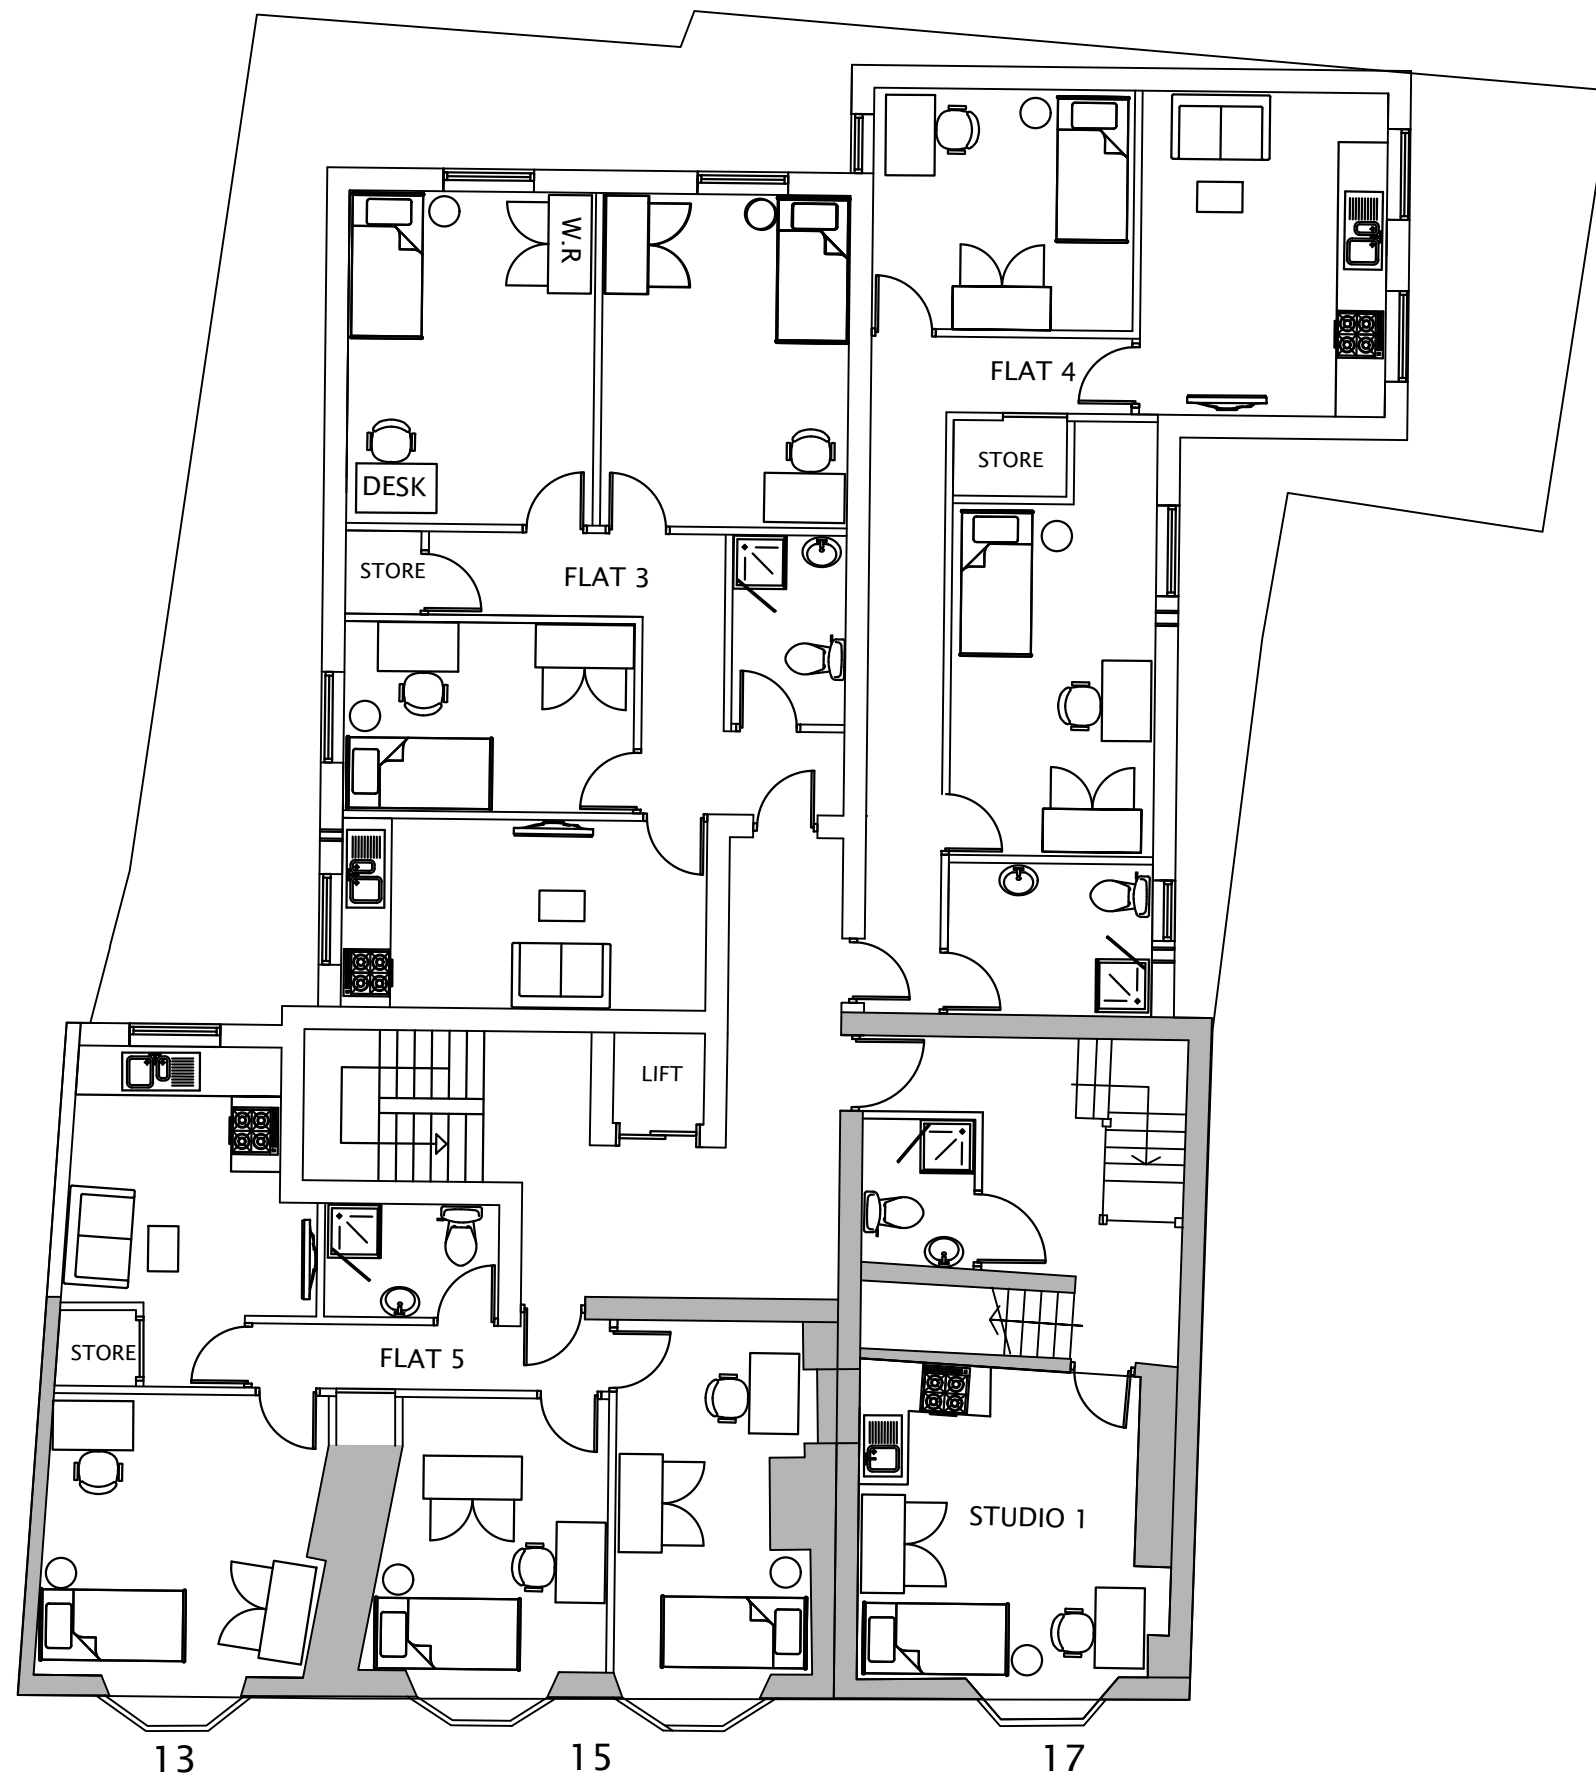 W.R
FLAT 4
STORE
DESK
STORE
FLAT 3
LIFT
STORE
FLAT 5
STUDIO 1
13
15
17